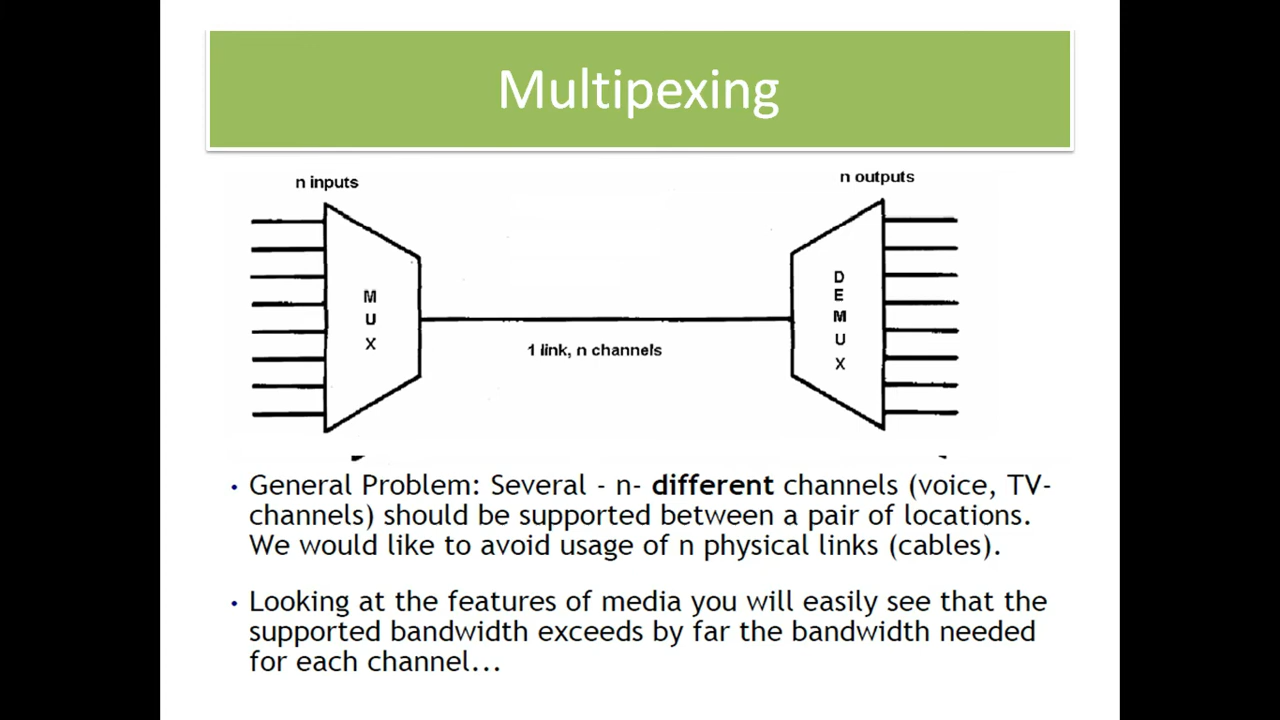 Multipexing
n inputs
n outputs
M
U
X
D
E
M
U
X
1 link, n channels
• General Problem: Several - n- different channels (voice, TV-
channels) should be supported between a pair of locations.
We would like to avoid usage of n physical links (cables).
• Looking at the features of media you will easily see that the
supported bandwidth exceeds by far the bandwidth needed
for each channel...